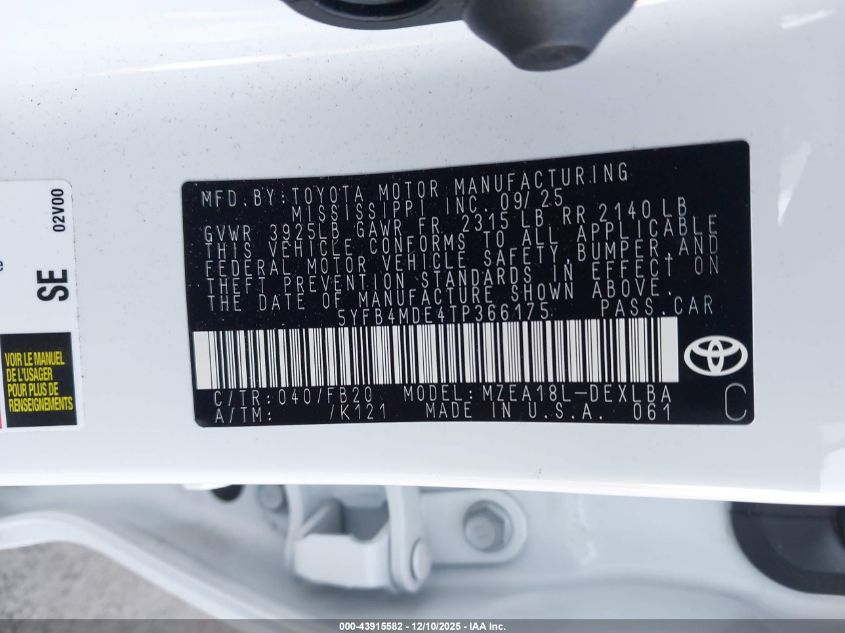 MFD. BY: TOYOTA MOTOR MANUFACTURING
MISSISSIPPI INC. 09/25
GVWR 3925LB GAWR FR 2315 LB RR 2140 LB
THIS VEHICLE CONFORMS TO ALL APPLICABLE
FEDERAL MOTOR VEHICLE SAFETY, BUMPER, AND
THEFT PREVENTION STANDARDS IN EFFECT ON
THE DATE OF MANUFACTURE SHOWN ABOVE.
5YFB4MDE4TP366175 PASS. CAR
C/TR: 040/FB20 MODEL: MZEA18L-DEXLBA
A/TM: /K121 MADE IN U.S.A. 061
C
02V00
SE
VOIR LE MANUEL
DE L'USAGER
POUR PLUS DE
RENSEIGNEMENTS
000-43915582 - 12/10/2025 - IAA Inc.